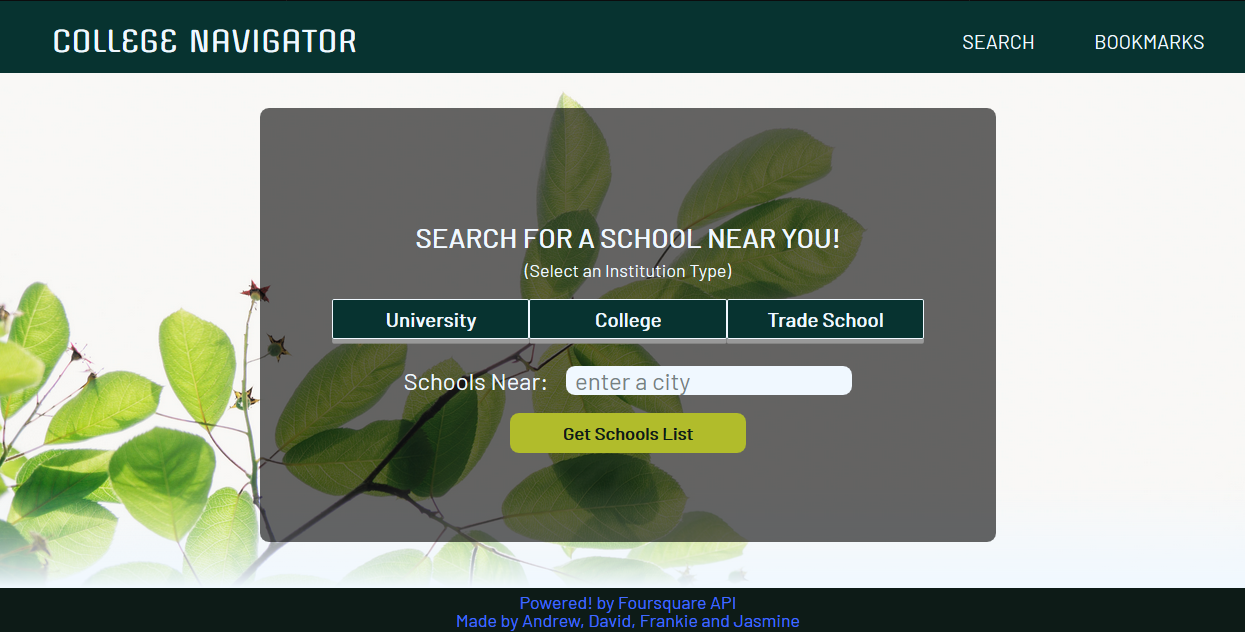 COLLEGE NAVIGATOR
SEARCH
BOOKMARKS
SEARCH FOR A SCHOOL NEAR YOU!
(Select an Institution Type)
University
College
Trade School
Schools Near:
enter a city
Get Schools List
Powered! by Foursquare API
Made by Andrew, David, Frankie and Jasmine